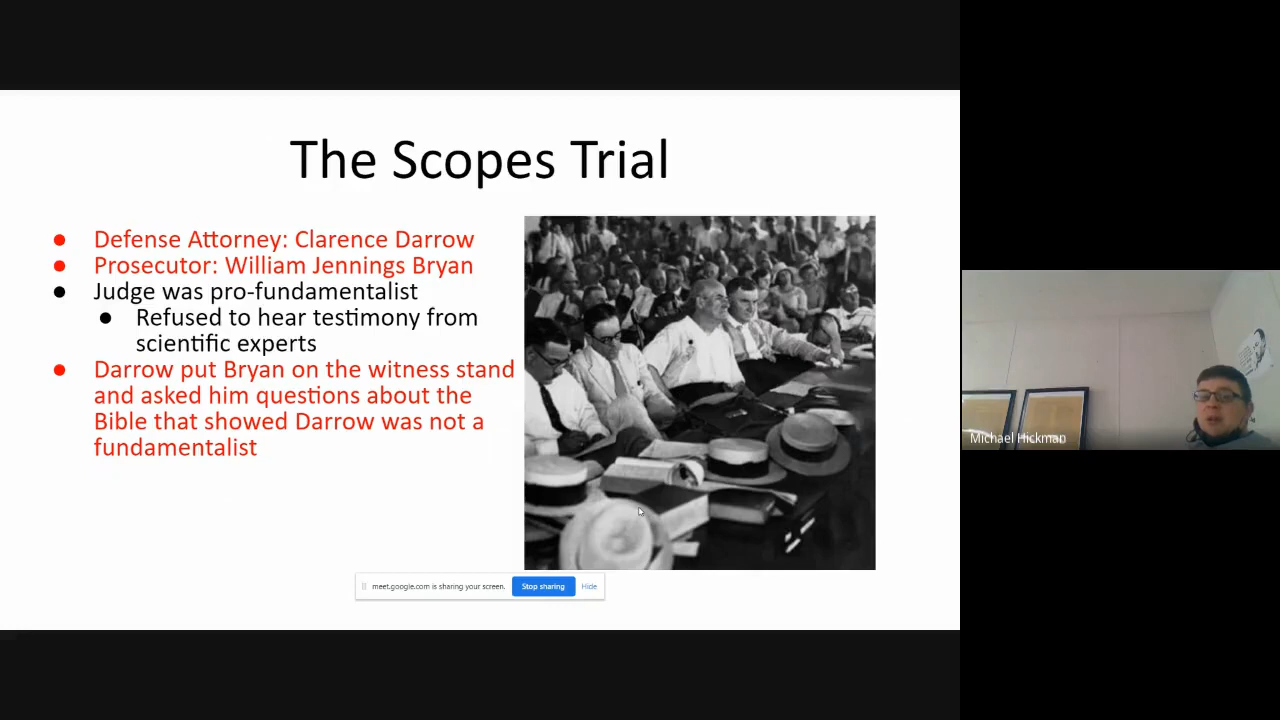 The Scopes Trial
Defense Attorney: Clarence Darrow
Prosecutor: William Jennings Bryan
Judge was pro-fundamentalist
Refused to hear testimony from
scientific experts
Darrow put Bryan on the witness stand
and asked him questions about the
Bible that showed Darrow was not a
fundamentalist
meet.google.com is sharing your screen.
Stop sharing
Hide
Michael Hickman